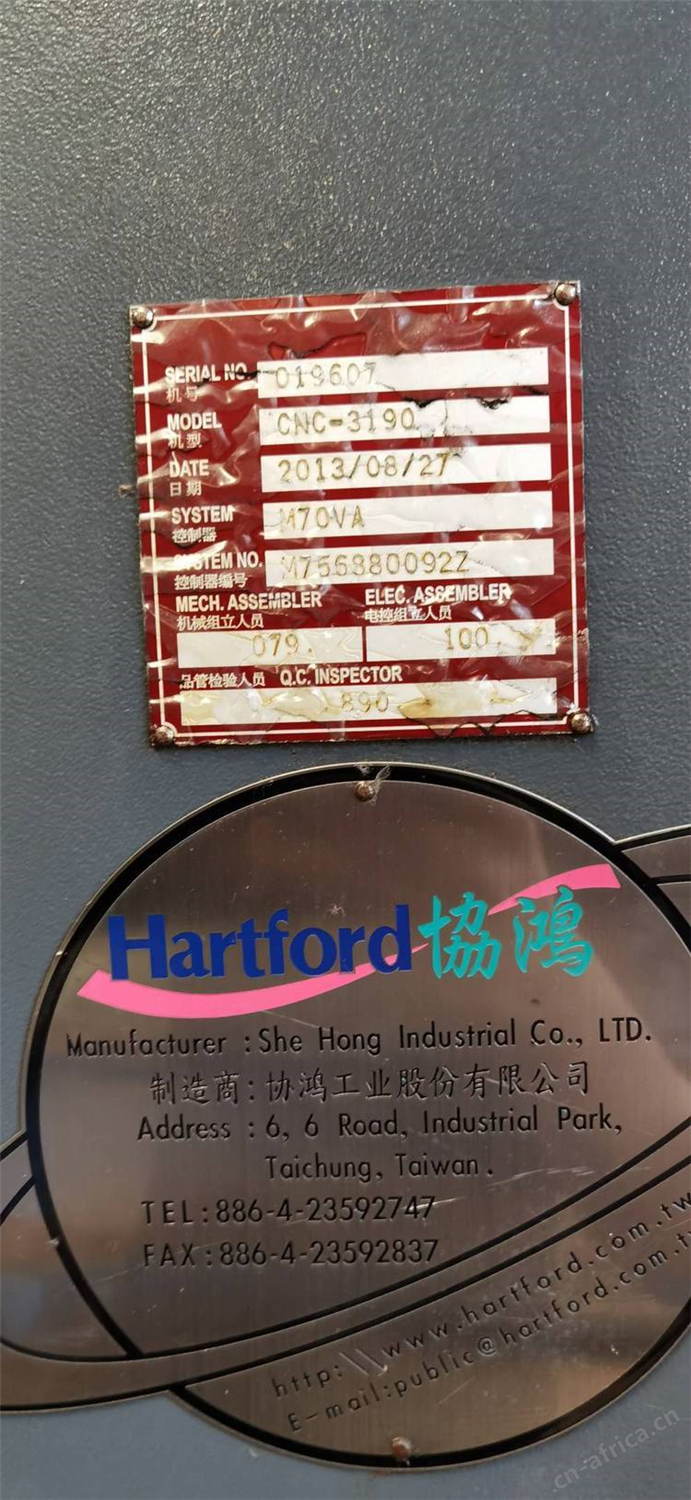 SERIAL NO. 019607
机号
MODEL CNC-3190
机型
DATE 2013/08/27
日期
SYSTEM M70VA
控制器
SYSTEM NO. M756880092Z
控制器编号
MECH. ASSEMBLER ELEC. ASSEMBLER
机械组立人员 电控组立人员
079. 100.
品管检验人员 Q.C. INSPECTOR
890
Hartford 協鴻
Manufacturer : She Hong Industrial Co., LTD.
制造商: 协鸿工业股份有限公司
Address : 6, 6 Road, Industrial Park,
Taichung, Taiwan.
TEL:886-4-23592747
FAX:886-4-23592837
http:\\www.hartford.com.tw
E-mail:public@hartford.com.t
cn-africa.cn